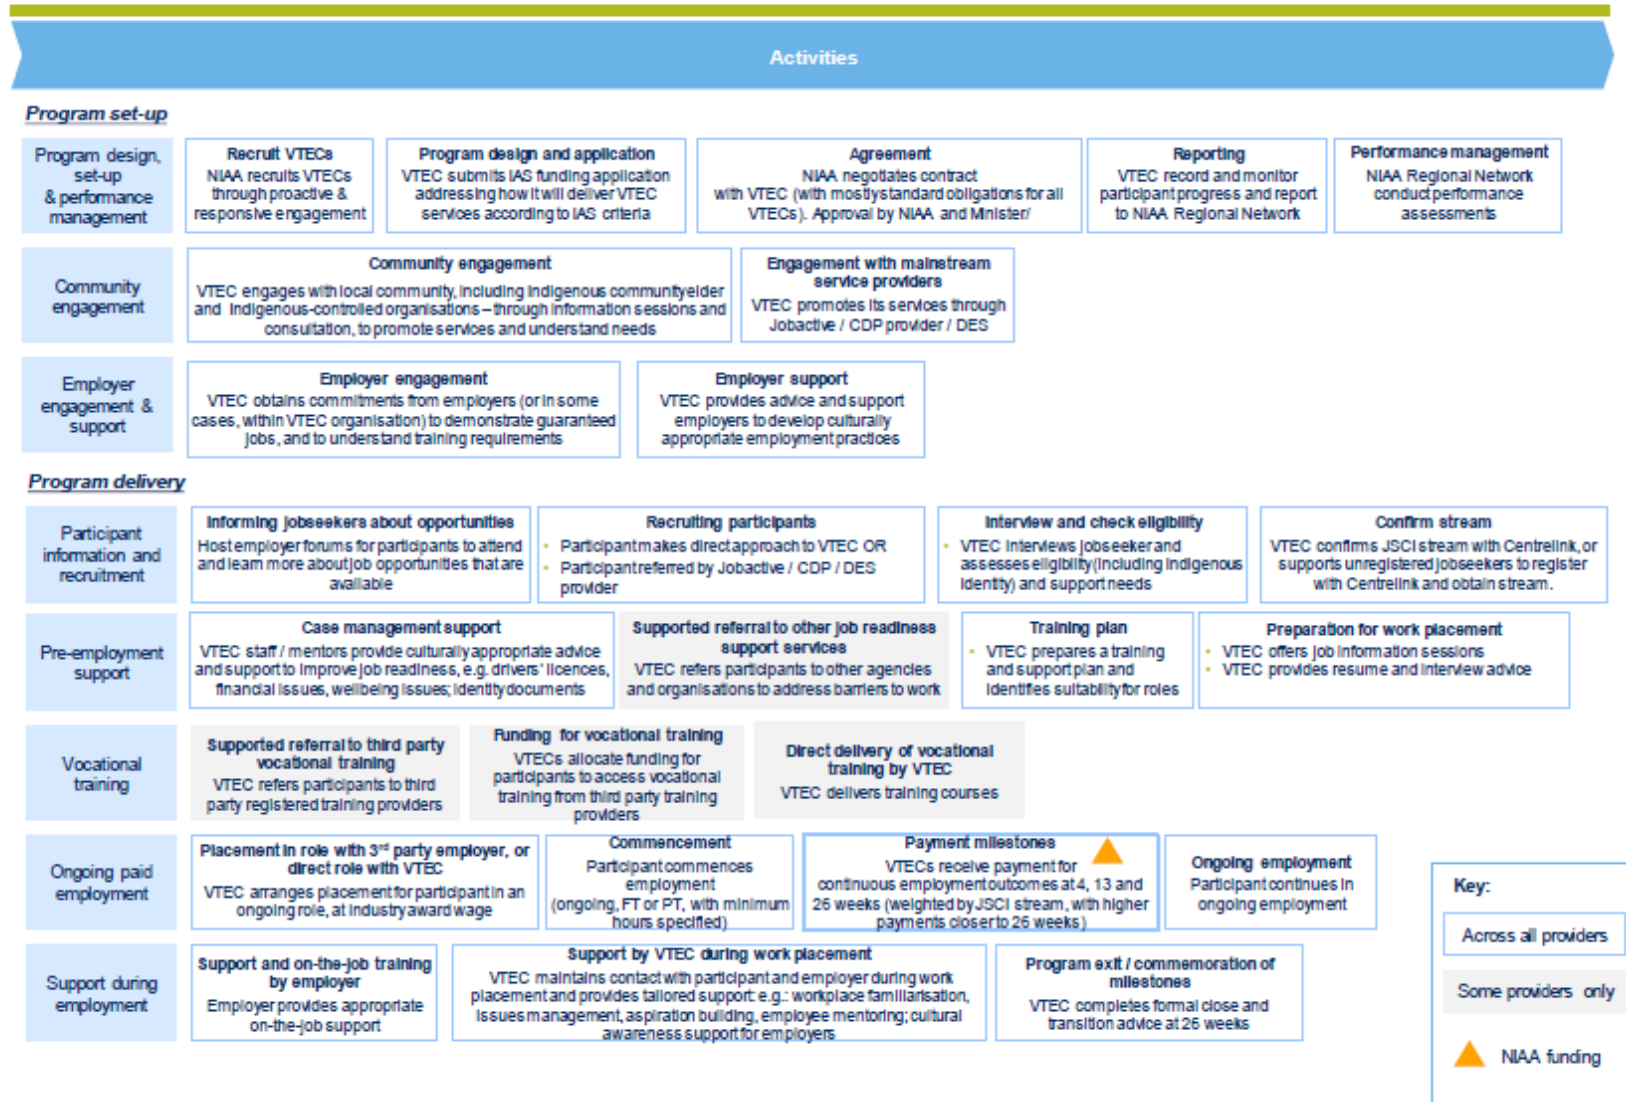 Activities
Program set-up
Program design,
set-up
& performance
management
Recruit VTECs
NIAA recruits VTECs
through proactive &
responsive engagement
Program design and application
VTEC submits IAS funding application
addressing how it will deliver VTEC
services according to IAS criteria
Agreement
NIAA negotiates contract
with VTEC (with mostly standard obligations for all
VTECs). Approval by NIAA and Minister/
Reporting
VTEC record and monitor
participant progress and report
to NIAA Regional Network
Performance management
NIAA Regional Network
conduct performance
assessments
Community
engagement
Community engagement
VTEC engages with local community, including Indigenous community elder
and Indigenous-controlled organisations – through information sessions and
consultation, to promote services and understand needs
Engagement with mainstream
service providers
VTEC promotes its services through
Jobactive / CDP provider / DES
Employer
engagement &
support
Employer engagement
VTEC obtains commitments from employers (or in some
cases, within VTEC organisation) to demonstrate guaranteed
jobs, and to understand training requirements
Employer support
VTEC provides advice and support
employers to develop culturally
appropriate employment practices
Program delivery
Participant
information and
recruitment
Informing jobseekers about opportunities
Host employer forums for participants to attend
and learn more about job opportunities that are
available
Recruiting participants
• Participant makes direct approach to VTEC OR
• Participant referred by Jobactive / CDP / DES
provider
Interview and check eligibility
• VTEC interviews jobseeker and
assesses eligibility (including Indigenous
Identity) and support needs
Confirm stream
VTEC confirms JSCI stream with Centrelink, or
supports unregistered jobseekers to register
with Centrelink and obtain stream.
Pre-employment
support
Case management support
VTEC staff / mentors provide culturally appropriate advice
and support to improve job readiness, e.g. drivers' licences,
financial issues, wellbeing issues; identity documents
Supported referral to other job readiness
support services
VTEC refers participants to other agencies
and organisations to address barriers to work
Training plan
• VTEC prepares a training
and support plan and
identifies suitability for roles
Preparation for work placement
• VTEC offers job information sessions
• VTEC provides resume and interview advice
Vocational
training
Supported referral to third party
vocational training
VTEC refers participants to third
party registered training providers
Funding for vocational training
VTECs allocate funding for
participants to access vocational
training from third party training
providers
Direct delivery of vocational
training by VTEC
VTEC delivers training courses
Ongoing paid
employment
Placement in role with 3rd party employer, or
direct role with VTEC
VTEC arranges placement for participant in an
ongoing role, at industry award wage
Commencement
Participant commences
employment
(ongoing, FT or PT, with minimum
hours specified)
Payment milestones
VTECs receive payment for
continuous employment outcomes at 4, 13 and
26 weeks (weighted by JSCI stream, with higher
payments closer to 26 weeks)
Ongoing employment
Participant continues in
ongoing employment
Support during
employment
Support and on-the-job training
by employer
Employer provides appropriate
on-the-job support
Support by VTEC during work placement
VTEC maintains contact with participant and employer during work
placement and provides tailored support: e.g.: workplace familiarisation,
issues management, aspiration building, employee mentoring; cultural
awareness support for employers
Program exit / commemoration of
milestones
VTEC completes formal close and
transition advice at 26 weeks
Key:
Across all providers
Some providers only
NIAA funding